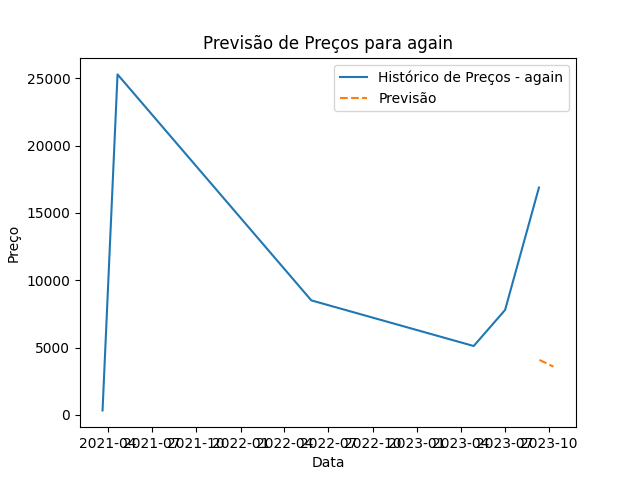 Previsão de Preços para again
Histórico de Preços - again
Previsão
Preço
25000
20000
15000
10000
5000
0
2021-04 2021-07 2021-10 2022-01 2022-04 2022-07 2022-10 2023-01 2023-04 2023-07 2023-10
Data